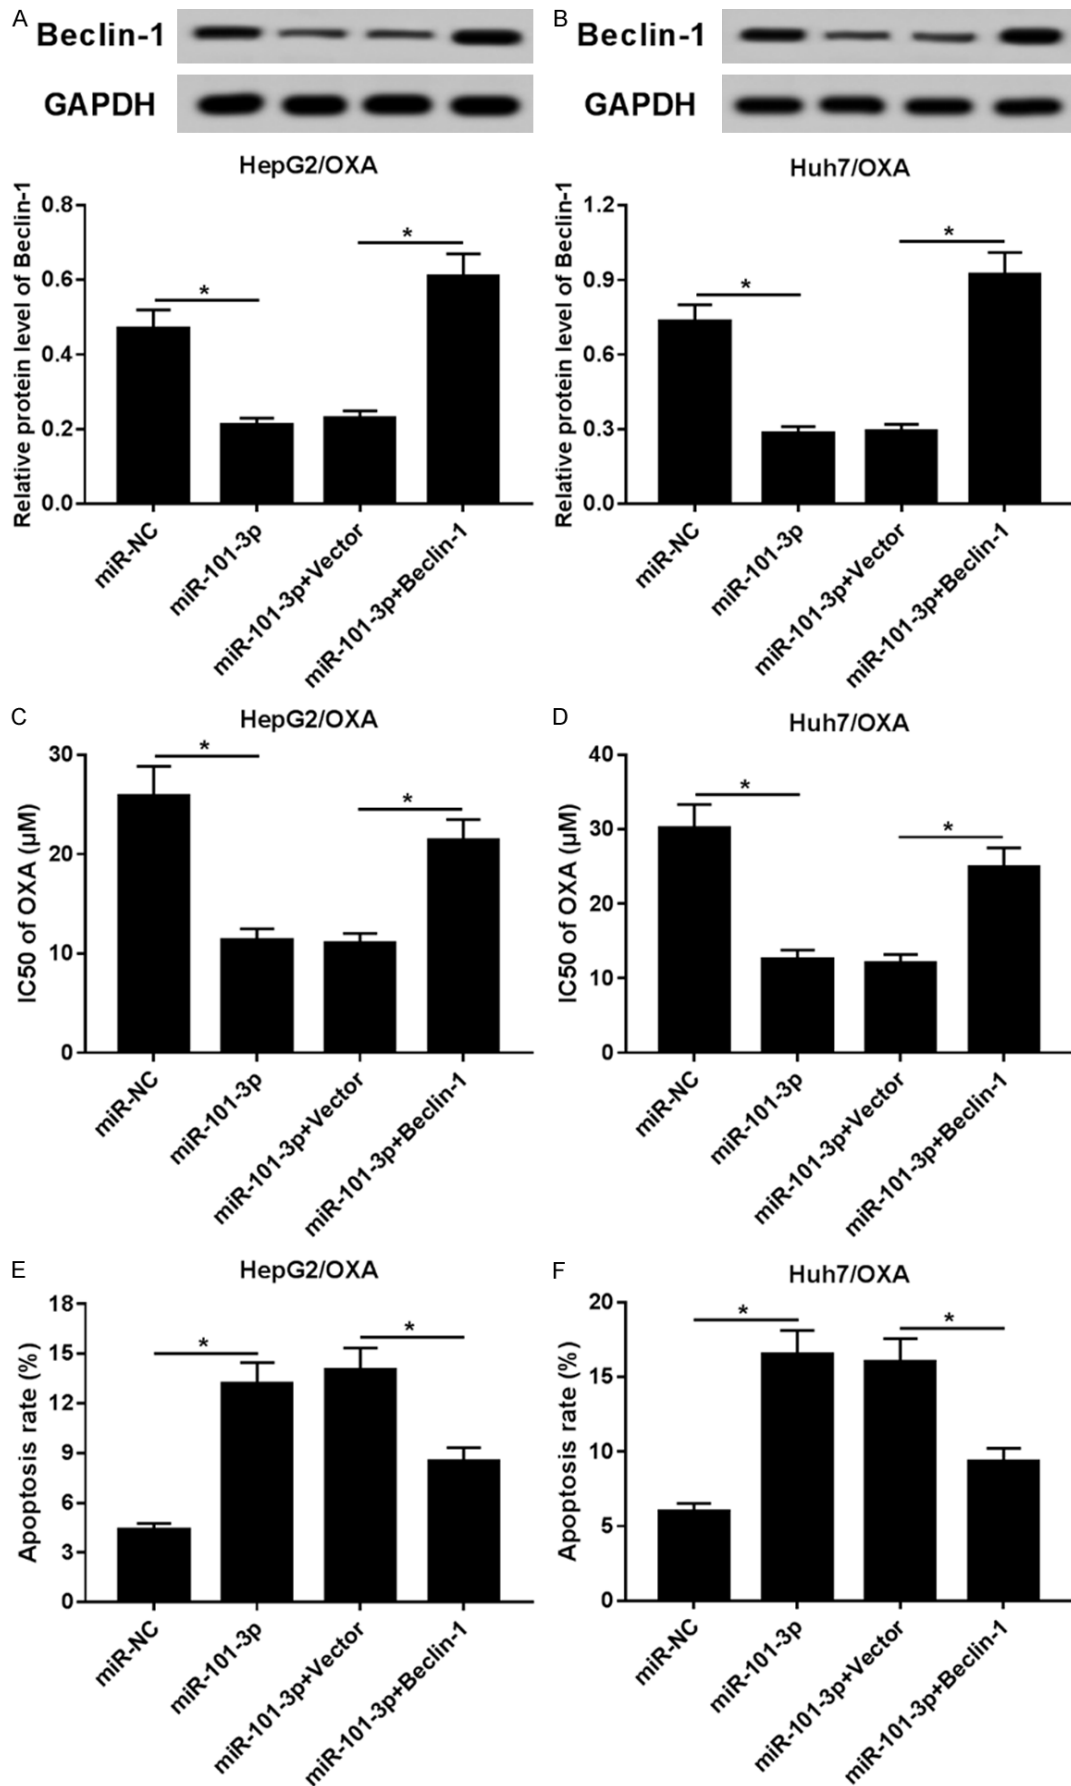 A
Beclin-1
GAPDH
HepG2/OXA
Relative protein level of Beclin-1
0.8
0.6
0.4
0.2
0.0
*
*
miR-NC
miR-101-3p
miR-101-3p+Vector
miR-101-3p+Beclin-1
B
Beclin-1
GAPDH
Huh7/OXA
Relative protein level of Beclin-1
1.2
0.9
0.6
0.3
0.0
*
*
miR-NC
miR-101-3p
miR-101-3p+Vector
miR-101-3p+Beclin-1
C
HepG2/OXA
IC50 of OXA (μM)
30
20
10
0
*
*
miR-NC
miR-101-3p
miR-101-3p+Vector
miR-101-3p+Beclin-1
D
Huh7/OXA
IC50 of OXA (μM)
40
30
20
10
0
*
*
miR-NC
miR-101-3p
miR-101-3p+Vector
miR-101-3p+Beclin-1
E
HepG2/OXA
Apoptosis rate (%)
18
15
12
9
6
3
0
*
*
miR-NC
miR-101-3p
miR-101-3p+Vector
miR-101-3p+Beclin-1
F
Huh7/OXA
Apoptosis rate (%)
20
15
10
5
0
*
*
miR-NC
miR-101-3p
miR-101-3p+Vector
miR-101-3p+Beclin-1